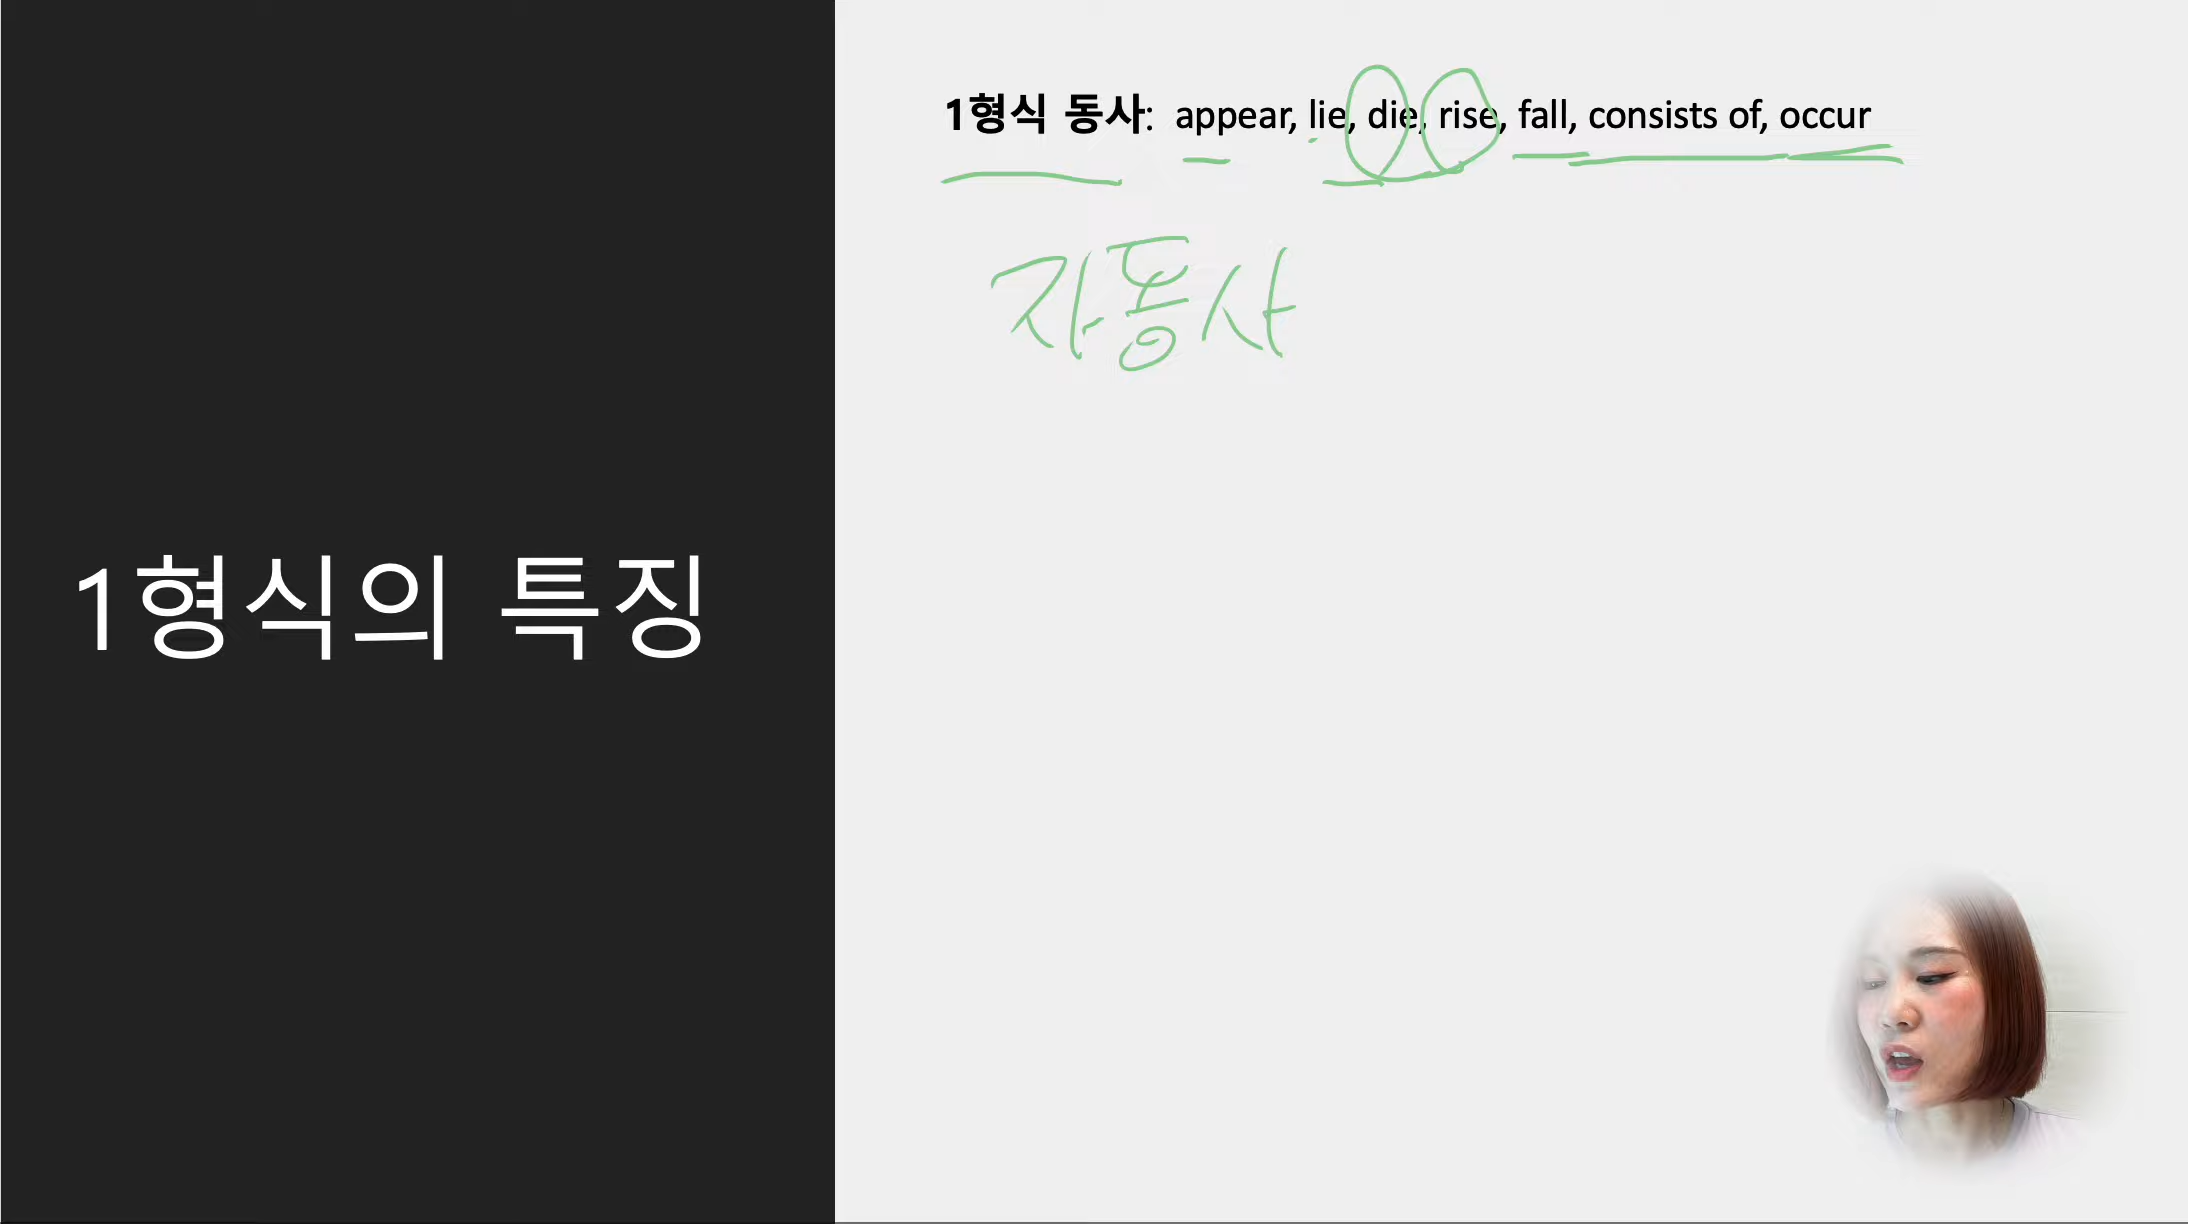 1형식의 특징
1형식 동사: appear, lie, die, rise, fall, consists of, occur
자동사